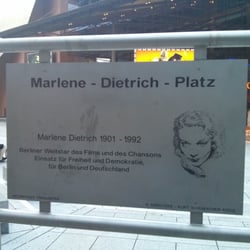 Marlene - Dietrich - Platz
Marlene Dietrich 1901 - 1992
Berliner Weltstar des Films und des Chansons
Einsatz für Freiheit und Demokratie,
für Berlin und Deutschland